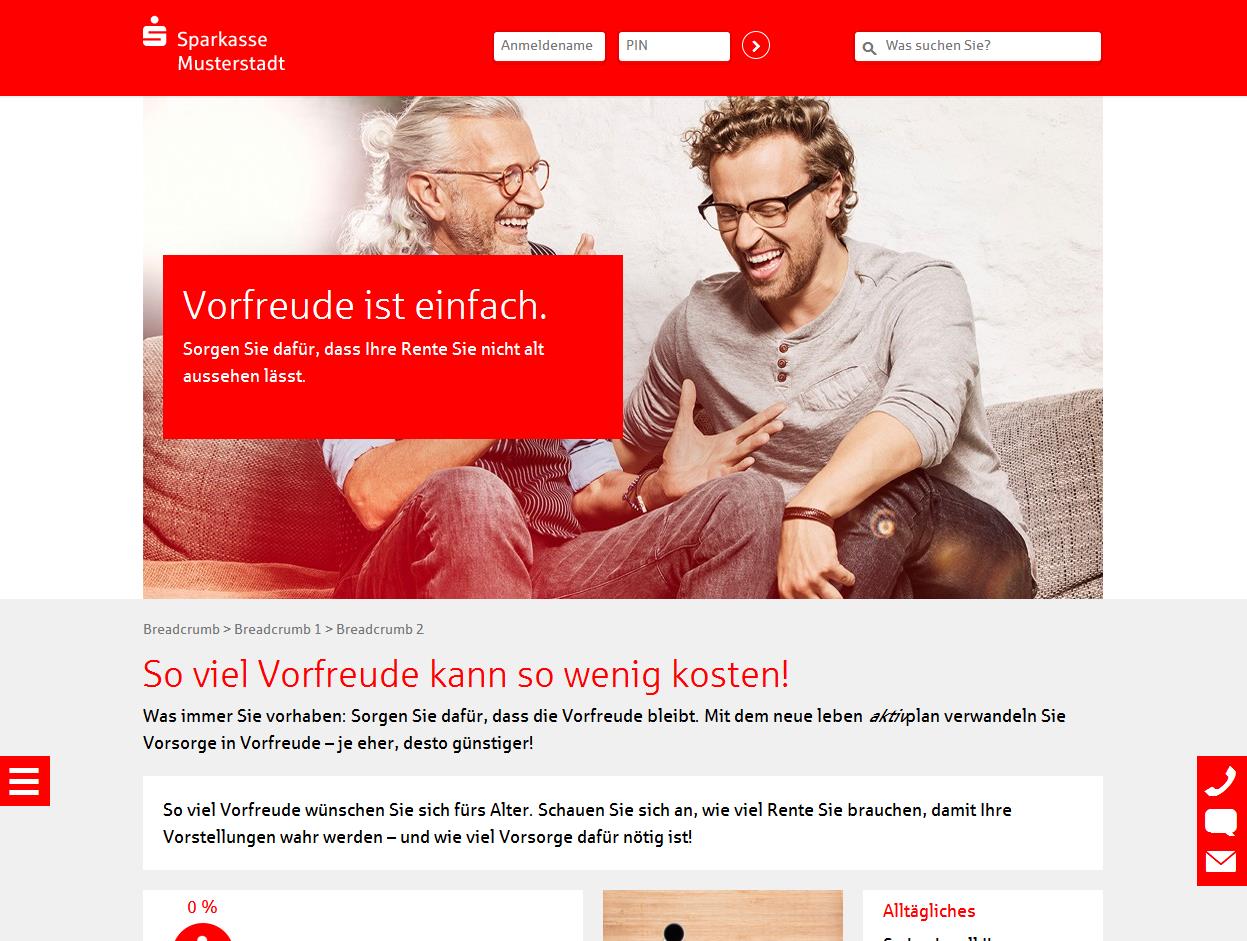 Sparkasse
Musterstadt
Anmeldename
PIN
Was suchen Sie?
Vorfreude ist einfach.
Sorgen Sie dafür, dass Ihre Rente Sie nicht alt
aussehen lässt.
Breadcrumb > Breadcrumb 1 > Breadcrumb 2
So viel Vorfreude kann so wenig kosten!
Was immer Sie vorhaben: Sorgen Sie dafür, dass die Vorfreude bleibt. Mit dem neue leben aktivplan verwandeln Sie
Vorsorge in Vorfreude – je eher, desto günstiger!
So viel Vorfreude wünschen Sie sich fürs Alter. Schauen Sie sich an, wie viel Rente Sie brauchen, damit Ihre
Vorstellungen wahr werden – und wie viel Vorsorge dafür nötig ist!
0 %
Alltägliches